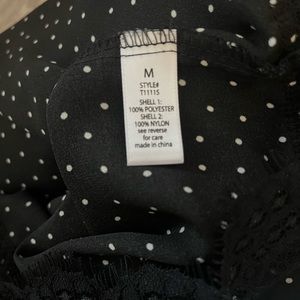 M
STYLE#
T11115
SHELL 1:
100% POLYESTER
SHELL 2:
100% NYLON
see reverse
for care
made in china